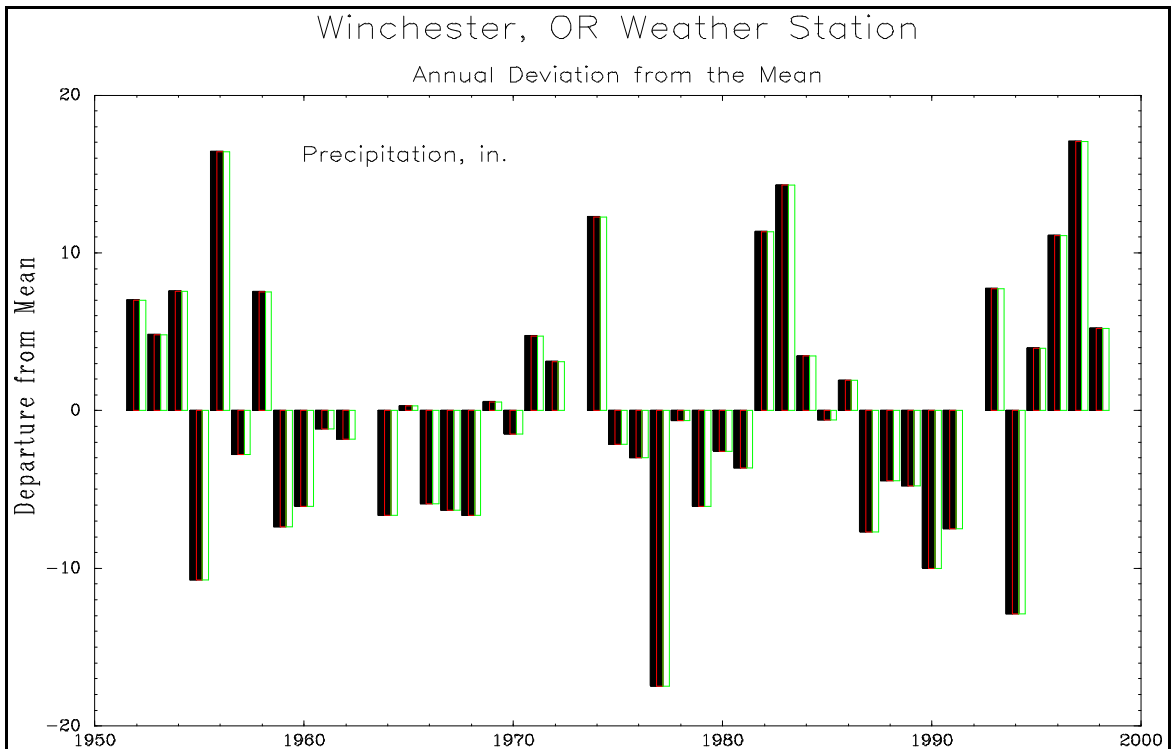 Winchester, OR Weather Station
Annual Deviation from the Mean
Precipitation, in.
Departure from Mean
20
10
0
-10
-20
1950 1960 1970 1980 1990 2000